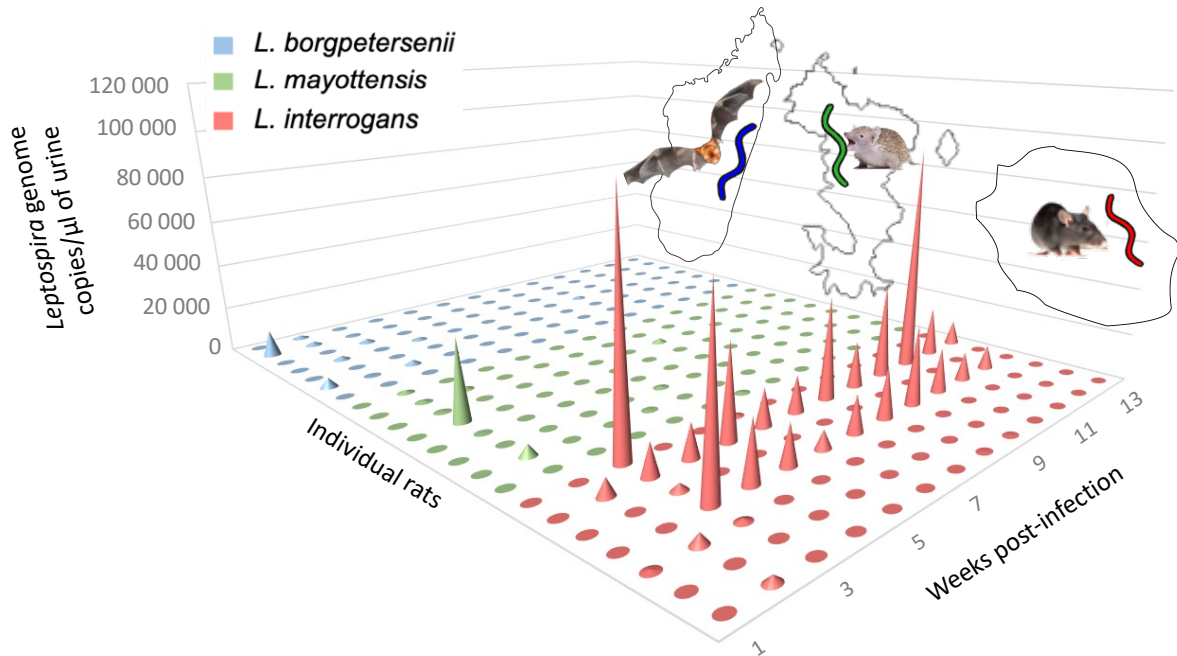 L. borgpetersenii
L. mayottensis
L. interrogans
Leptospira genome
copies/µl of urine
120 000
100 000
80 000
60 000
40 000
20 000
0
Individual rats
1
3
5
7
9
11
13
Weeks post-infection